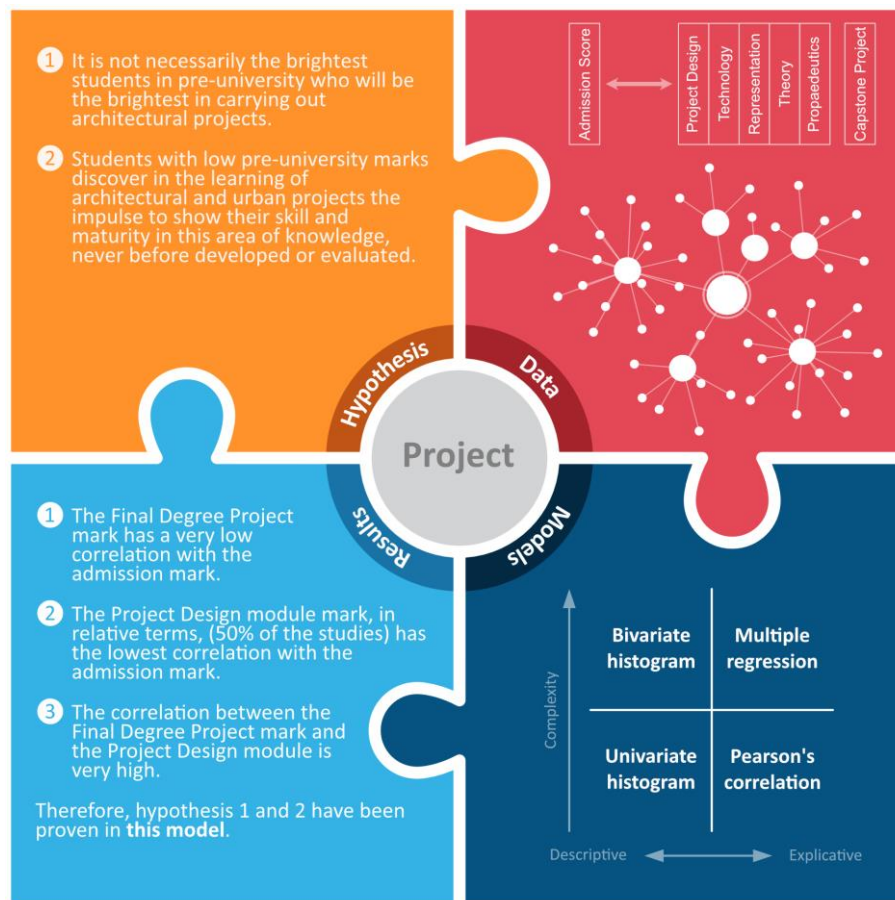 1 It is not necessarily the brightest
students in pre-university who will be
the brightest in carrying out
architectural projects.
2 Students with low pre-university marks
discover in the learning of
architectural and urban projects the
impulse to show their skill and
maturity in this area of knowledge,
never before developed or evaluated.
Admission Score
Project Design
Technology
Representation
Theory
Propaedeutics
Capstone Project
Hypothesis
Data
Project
Results
Models
1 The Final Degree Project
mark has a very low
correlation with the
admission mark.
2 The Project Design module mark, in
relative terms, (50% of the studies) has
the lowest correlation with the
admission mark.
3 The correlation between the
Final Degree Project mark and
the Project Design module is
very high.
Therefore, hypothesis 1 and 2 have been
proven in this model.
Complexity
Bivariate
histogram
Multiple
regression
Univariate
histogram
Pearson's
correlation
Descriptive
Explicative